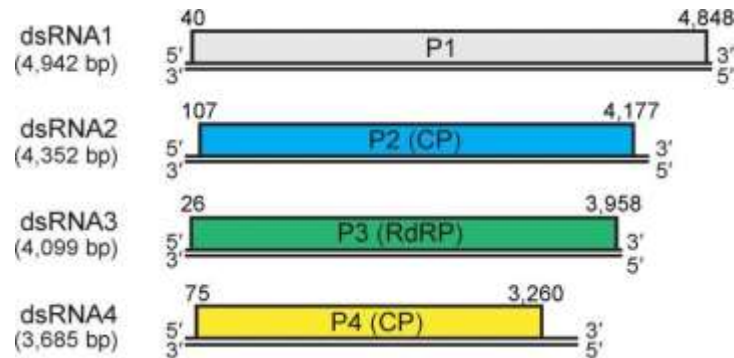 40 4,848
dsRNA1 P1
(4,942 bp) 5′ 3′
3′ 5′
107 4,177
dsRNA2 P2 (CP)
(4,352 bp) 5′ 3′
3′ 5′
26 3,958
dsRNA3 P3 (RdRP)
(4,099 bp) 5′ 3′
3′ 5′
75 3,260
dsRNA4 P4 (CP)
(3,685 bp) 5′ 3′
3′ 5′